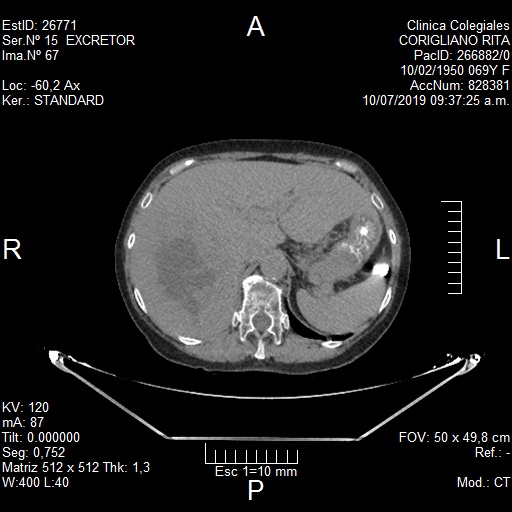 EstID: 26771
Ser.Nº 15 EXCRETOR
Ima.Nº 67
Loc: -60,2 Ax
Ker.: STANDARD
A
Clinica Colegiales
CORIGLIANO RITA
PacID: 266882/0
10/02/1950 069Y F
AccNum: 828381
10/07/2019 09:37:25 a.m.
R
L
KV: 120
mA: 87
Tilt: 0.000000
Seg: 0,752
Matriz 512 x 512 Thk: 1,3
W:400 L:40
Esc 1=10 mm
P
FOV: 50 x 49,8 cm
Ref.: -
Mod.: CT